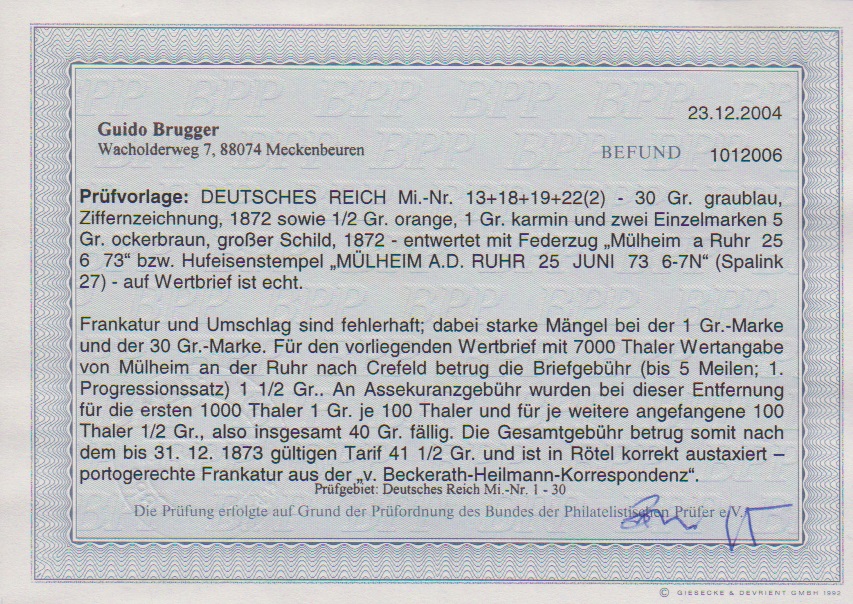 23.12.2004
Guido Brugger
Wacholderweg 7, 88074 Meckenbeuren
BEFUND 1012006
Prüfvorlage: DEUTSCHES REICH Mi.-Nr. 13+18+19+22(2) - 30 Gr. graublau,
Ziffernzeichnung, 1872 sowie 1/2 Gr. orange, 1 Gr. karmin und zwei Einzelmarken 5
Gr. ockerbraun, großer Schild, 1872 - entwertet mit Federzug „Mülheim a Ruhr 25
6 73“ bzw. Hufeisenstempel „MÜLHEIM A.D. RUHR 25 JUNI 73 6-7N“ (Spalink
27) - auf Wertbrief ist echt.
Frankatur und Umschlag sind fehlerhaft; dabei starke Mängel bei der 1 Gr.-Marke
und der 30 Gr.-Marke. Für den vorliegenden Wertbrief mit 7000 Thaler Wertangabe
von Mülheim an der Ruhr nach Crefeld betrug die Briefgebühr (bis 5 Meilen; 1.
Progressionssatz) 1 1/2 Gr.. An Assekuranzgebühr wurden bei dieser Entfernung
für die ersten 1000 Thaler 1 Gr. je 100 Thaler und für je weitere angefangene 100
Thaler 1/2 Gr., also insgesamt 40 Gr. fällig. Die Gesamtgebühr betrug somit nach
dem bis 31. 12. 1873 gültigen Tarif 41 1/2 Gr. und ist in Rötel korrekt austaxiert –
portogerechte Frankatur aus der „v. Beckerath-Heilmann-Korrespondenz“.
Prüfgebiet: Deutsches Reich Mi.-Nr. 1 - 30
Die Prüfung erfolgte auf Grund der Prüfordnung des Bundes der Philatelistischen Prüfer e.V.
© GIESECKE & DEVRIENT GMBH 1992